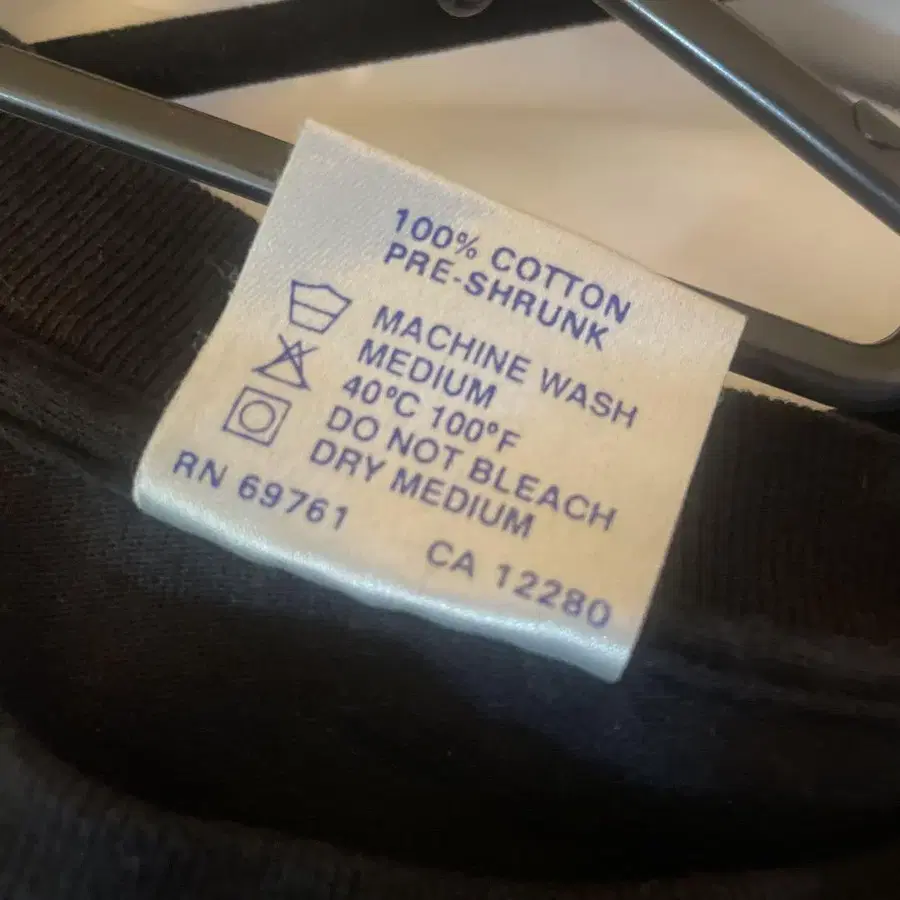 100% COTTON
PRE-SHRUNK
MACHINE WASH
MEDIUM
40°C 100°F
DO NOT BLEACH
DRY MEDIUM
RN 69761
CA 12280